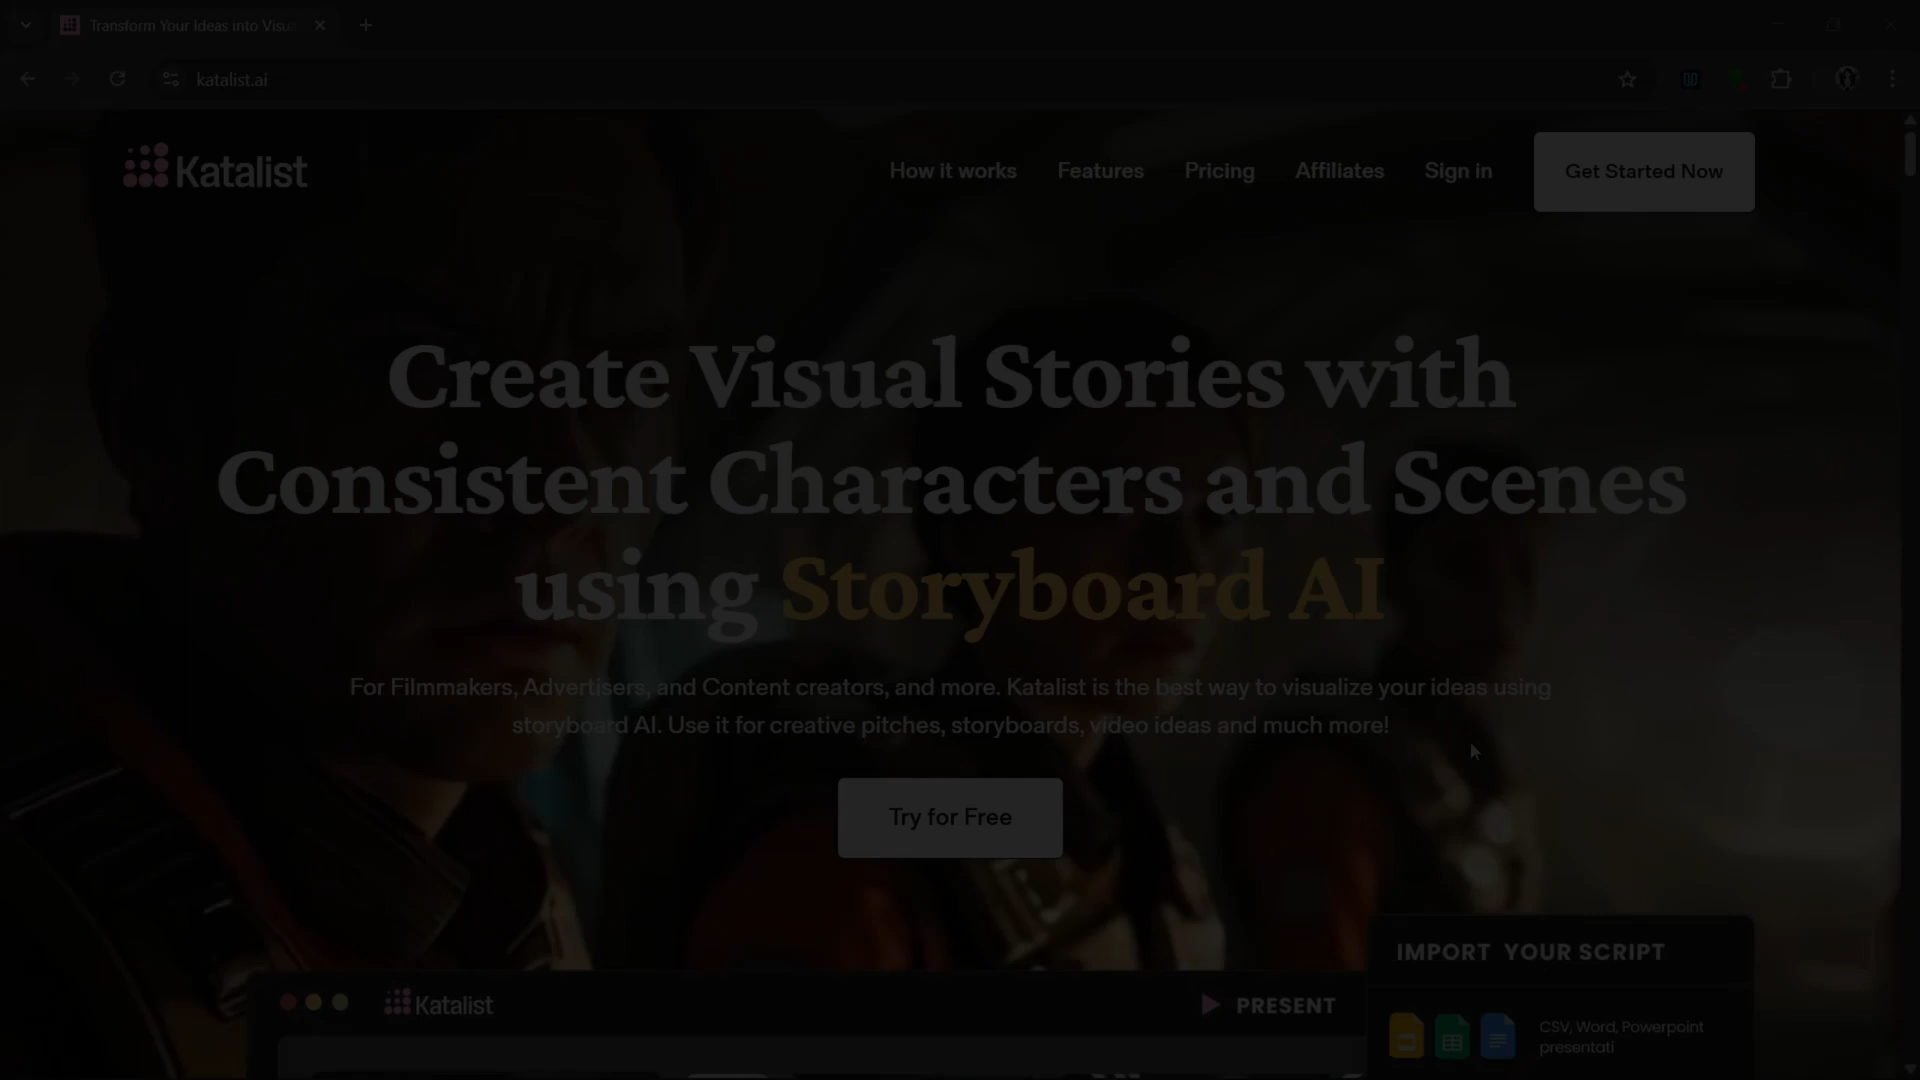 Transform Your Ideas into Visu
katalist.ai
Katalist
How it works
Features
Pricing
Affiliates
Sign in
Get Started Now
Create Visual Stories with
Consistent Characters and Scenes
using Storyboard AI
For Filmmakers, Advertisers, and Content creators, and more. Katalist is the best way to visualize your ideas using
storyboard AI. Use it for creative pitches, storyboards, video ideas and much more!
Try for Free
IMPORT YOUR SCRIPT
Katalist
PRESENT
CSV, Word, Powerpoint
presentati